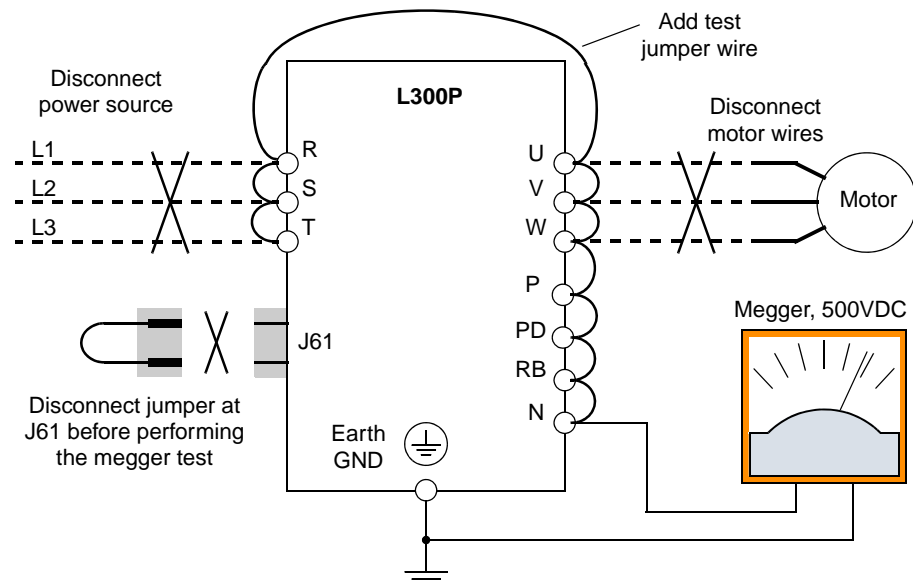 Add test
jumper wire
Disconnect
power source
L300P
Disconnect
motor wires
L1
R
U
L2
S
V
Motor
L3
T
W
P
Megger, 500VDC
PD
J61
RB
Disconnect jumper at
J61 before performing
the megger test
N
Earth
GND